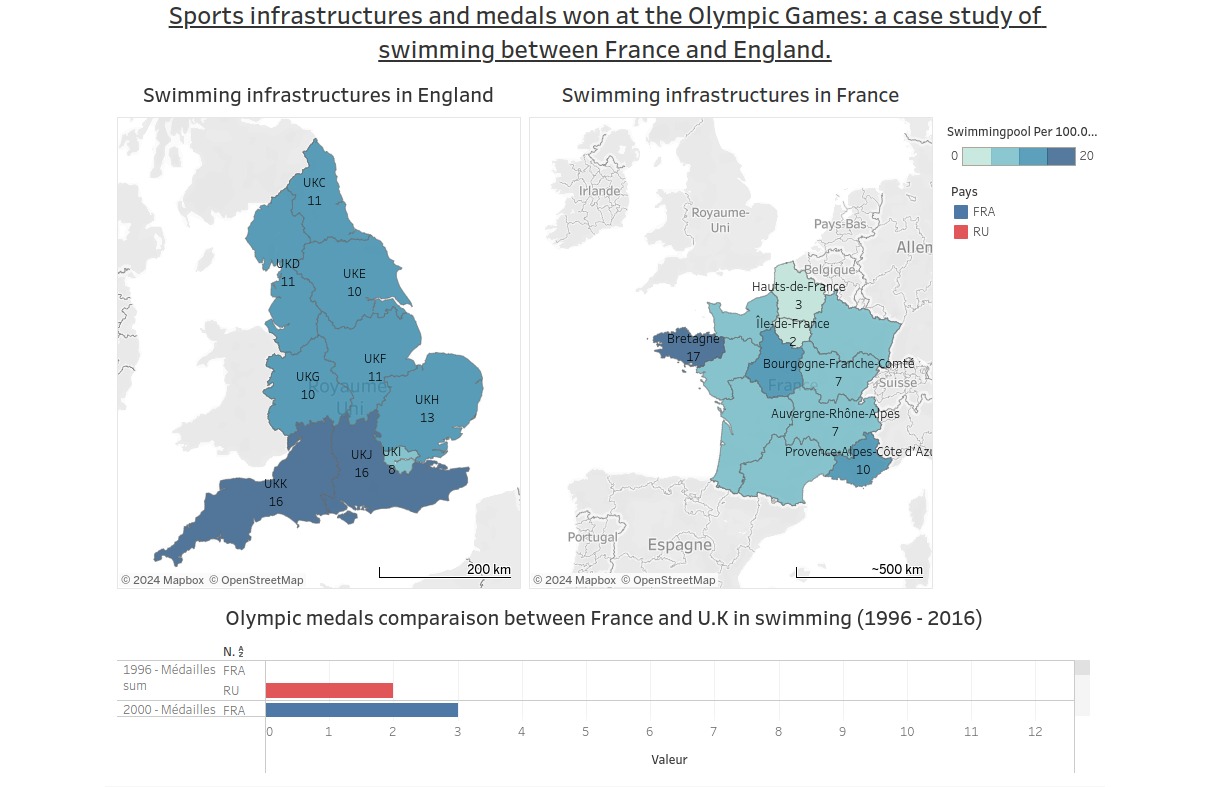 Sports infrastructures and medals won at the Olympic Games: a case study of
swimming between France and England.
Swimming infrastructures in England
Swimming infrastructures in France
UKC
11
UKD
11
UKE
10
UKF
11
UKG
10
Royaume-
Uni
UKH
13
UKI
8
UKJ
16
UKK
16
200 km
© 2024 Mapbox © OpenStreetMap
Irlande
Royaume-
Uni
Pays-Bas
Allem
Belgique
Hauts-de-France
3
Île-de-France
2
Bretagne
17
Bourgogne-Franche-Comté
7
France
Suisse
Auvergne-Rhône-Alpes
7
Provence-Alpes-Côte d'Azu
10
Portugal
Espagne
~500 km
© 2024 Mapbox © OpenStreetMap
Swimmingpool Per 100.0...
0 20
Pays
FRA
RU
Olympic medals comparaison between France and U.K in swimming (1996 - 2016)
N.
1996 - Médailles FRA
sum RU
2000 - Médailles FRA
0 1 2 3 4 5 6 7 8 9 10 11 12
Valeur